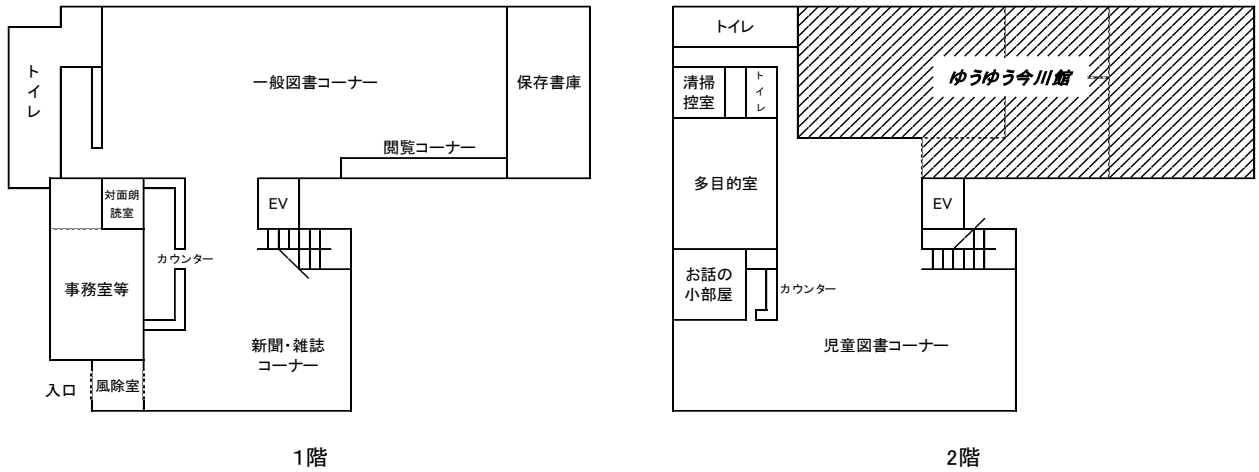 トイレ
一般図書コーナー
保存書庫
閲覧コーナー
対面朗
読室
EV
カウンター
事務室等
新聞・雑誌
コーナー
入口
風除室
1階
トイレ
ゆうゆう今川館
清掃
控室
トイレ
多目的室
EV
お話の
小部屋
カウンター
児童図書コーナー
2階